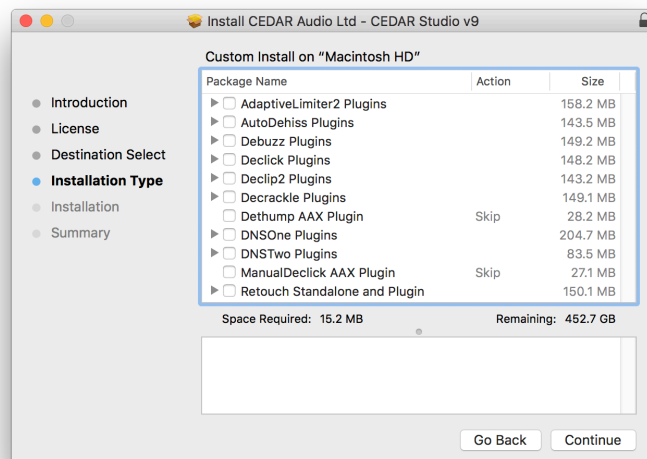 Install CEDAR Audio Ltd - CEDAR Studio v9
Custom Install on “Macintosh HD”
Introduction
License
Destination Select
Installation Type
Installation
Summary
Package Name Action Size
AdaptiveLimiter2 Plugins 158.2 MB
AutoDehiss Plugins 143.5 MB
Debuzz Plugins 149.2 MB
Declick Plugins 148.2 MB
Declip2 Plugins 143.2 MB
Decrackle Plugins 149.1 MB
Dethump AAX Plugin Skip 28.2 MB
DNSOne Plugins 204.7 MB
DNSTwo Plugins 83.5 MB
ManualDeclick AAX Plugin Skip 27.1 MB
Retouch Standalone and Plugin 150.1 MB
Space Required: 15.2 MB Remaining: 452.7 GB
Go Back Continue